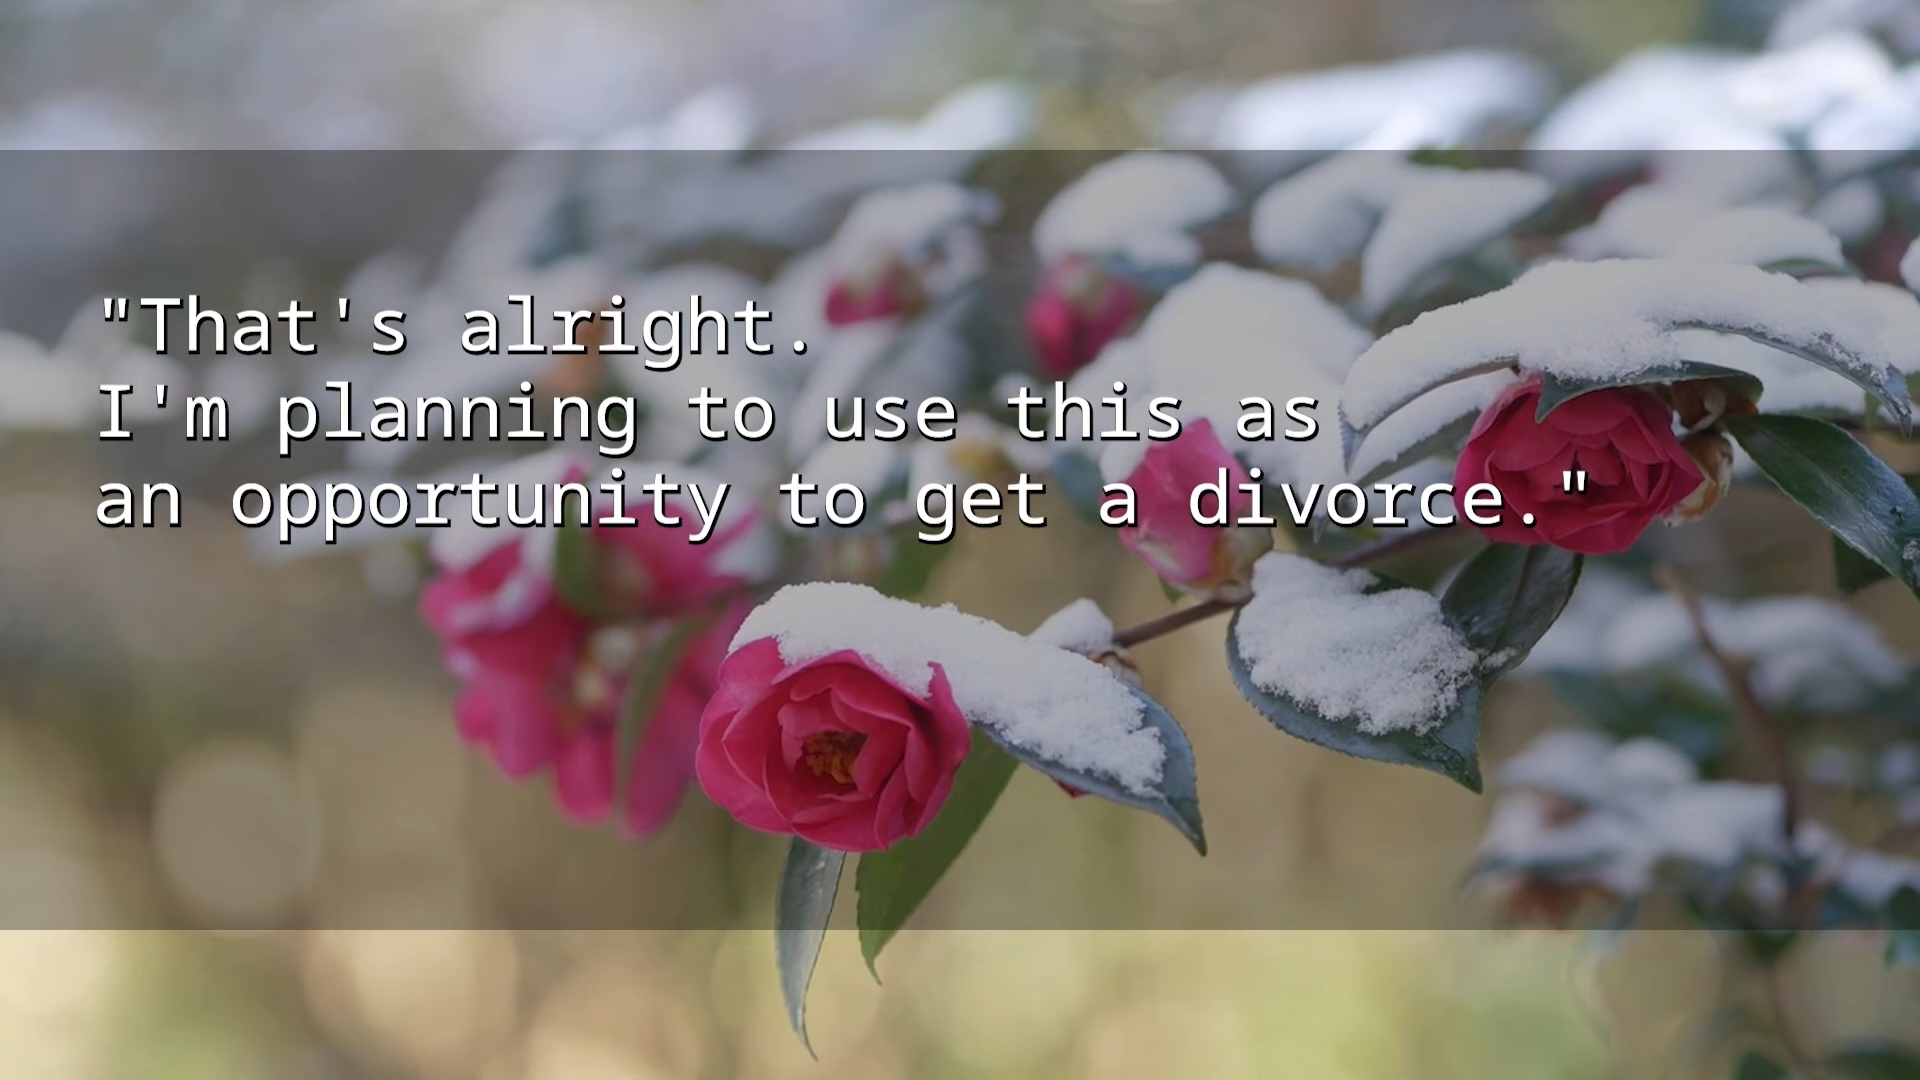 "That's alright.
I'm planning to use this as
an opportunity to get a divorce."